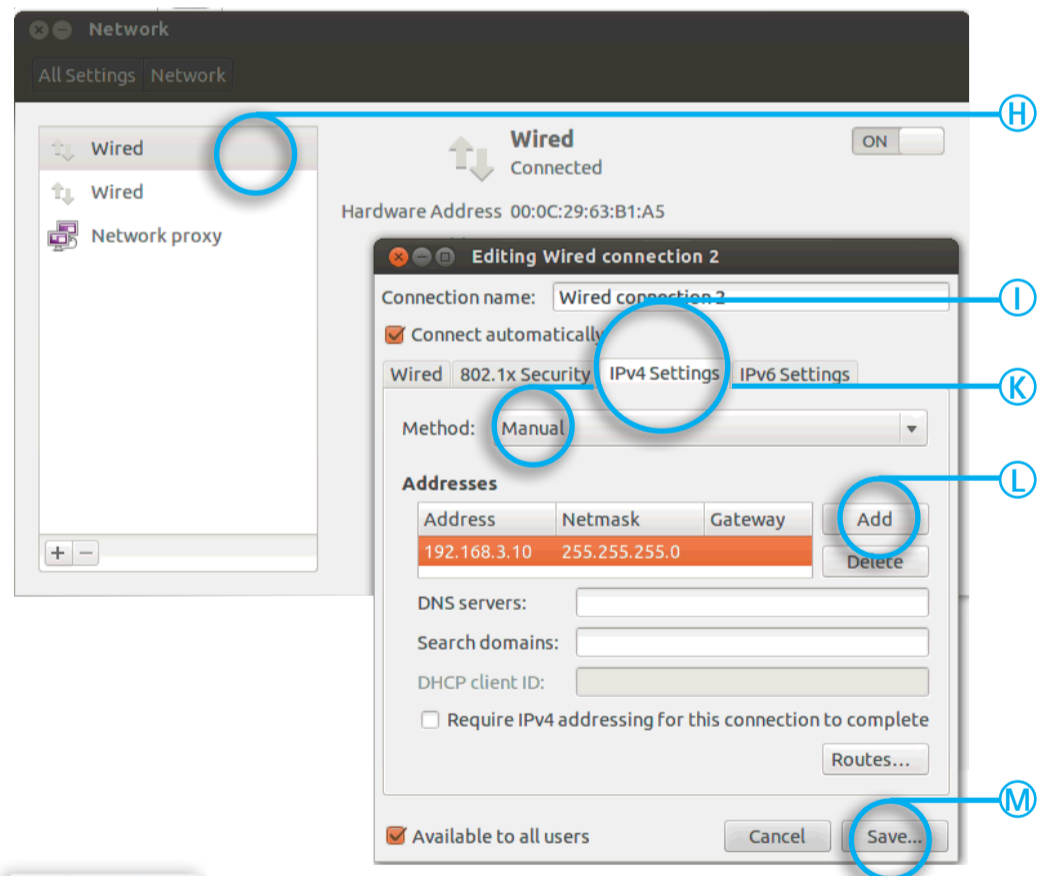 Network
All Settings Network
H
Wired
Wired
Network proxy
Wired
Connected
ON
Hardware Address 00:0C:29:63:B1:A5
Editing Wired connection 2
Connection name: Wired connection 2
I
Connect automatically
Wired 802.1x Security IPv4 Settings IPv6 Settings
K
Method: Manual
Addresses
L
Address Netmask Gateway Add
192.168.3.10 255.255.255.0 Delete
DNS servers:
Search domains:
DHCP client ID:
Require IPv4 addressing for this connection to complete
Routes...
M
Available to all users Cancel Save...